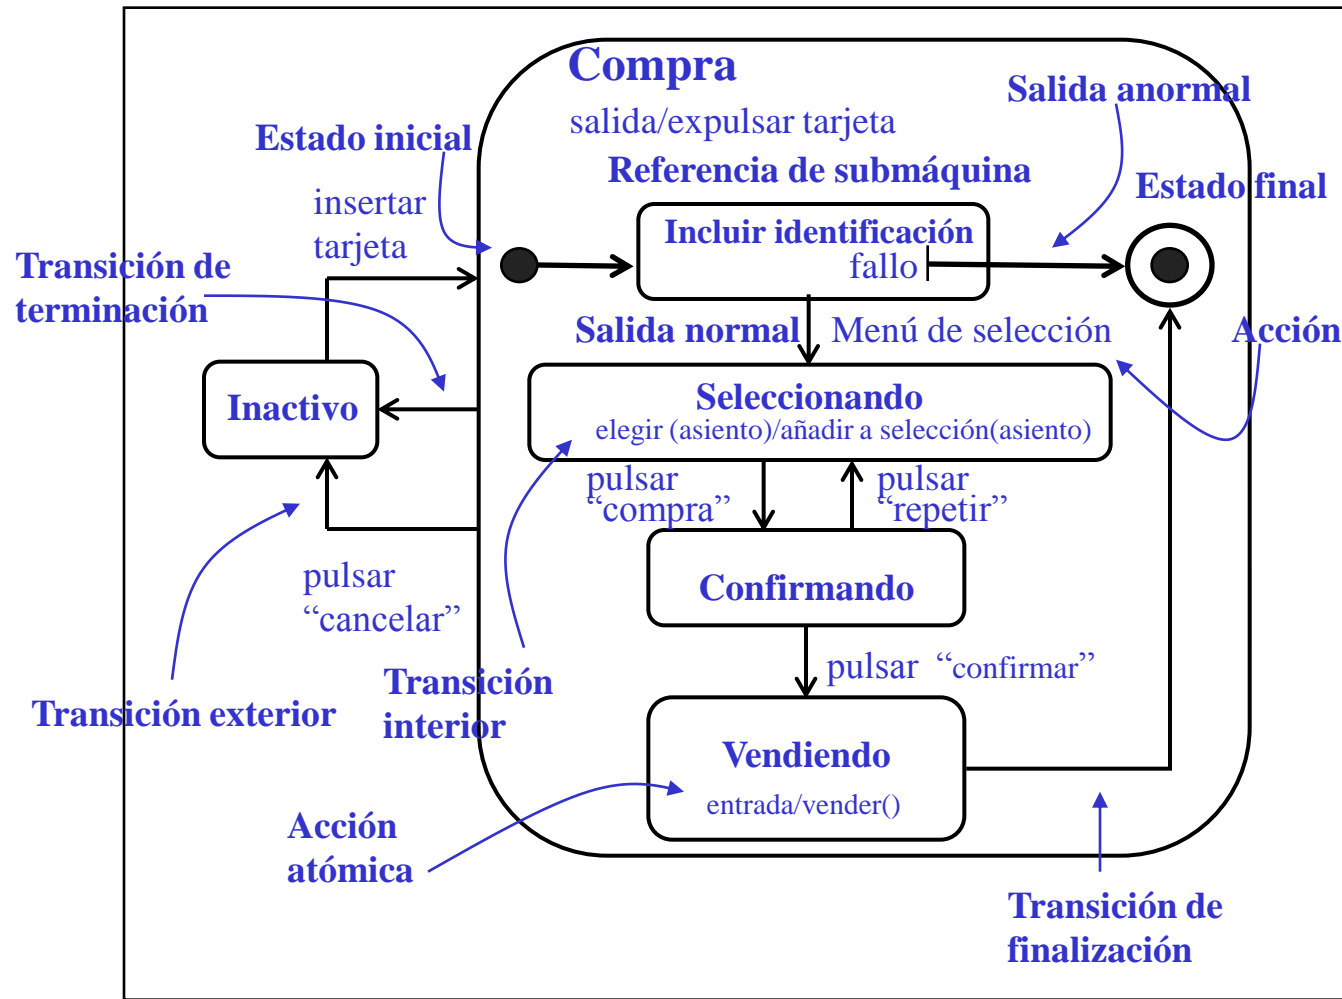 Compra
salida/expulsar tarjeta
Salida anormal
Estado inicial
Referencia de submáquina
Estado final
insertar
tarjeta
Incluir identificación
fallo
Transición de
terminación
Salida normal
Menú de selección
Acción
Inactivo
Seleccionando
elegir (asiento)/añadir a selección(asiento)
pulsar
“compra”
pulsar
“repetir”
pulsar
“cancelar”
Confirmando
pulsar “confirmar”
Transición
interior
Transición exterior
Vendiendo
entrada/vender()
Acción
atómica
Transición de
finalización